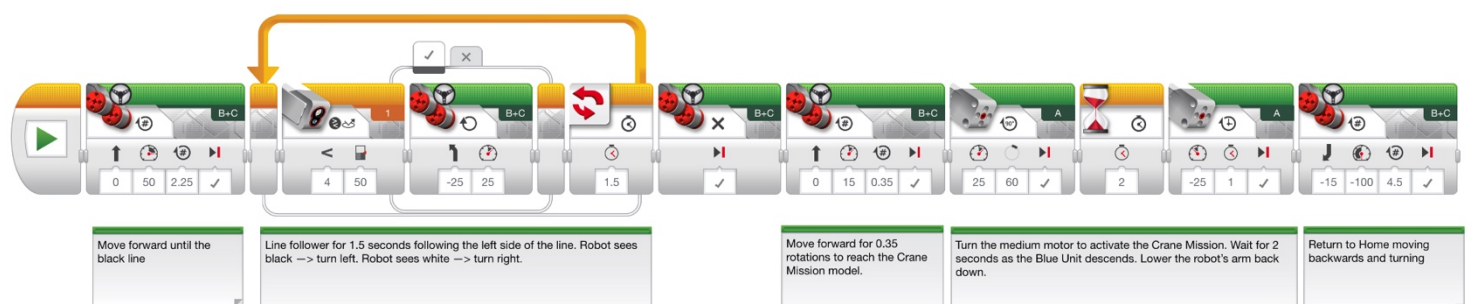 B+C
1
B+C
B+C
B+C
A
A
B+C
#
#
90°
#
#
<
#
#
0 50 2.25
4 50
-25 25
1.5
0 15 0.35
25 60
2
-25 1
-15 -100 4.5
Move forward until the
black line
Line follower for 1.5 seconds following the left side of the line. Robot sees
black —> turn left. Robot sees white —> turn right.
Move forward for 0.35
rotations to reach the Crane
Mission model.
Turn the medium motor to activate the Crane Mission. Wait for 2
seconds as the Blue Unit descends. Lower the robot's arm back
down.
Return to Home moving
backwards and turning